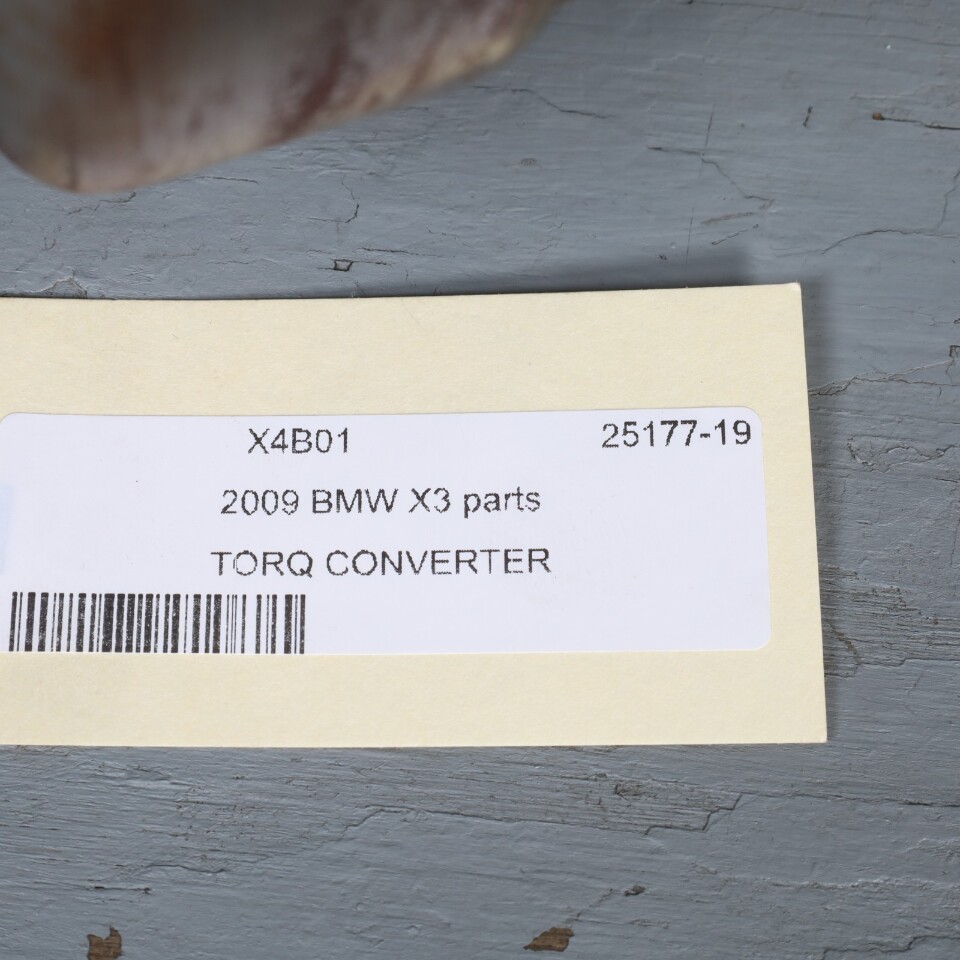 X4B01 25177-19
2009 BMW X3 parts
TORQ CONVERTER